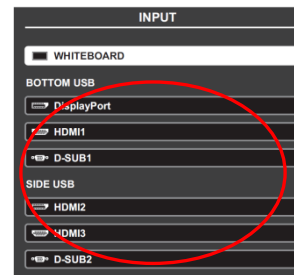 INPUT
WHITEBOARD
BOTTOM USB
DisplayPort
HDMI1
D-SUB1
SIDE USB
HDMI2
HDMI3
D-SUB2